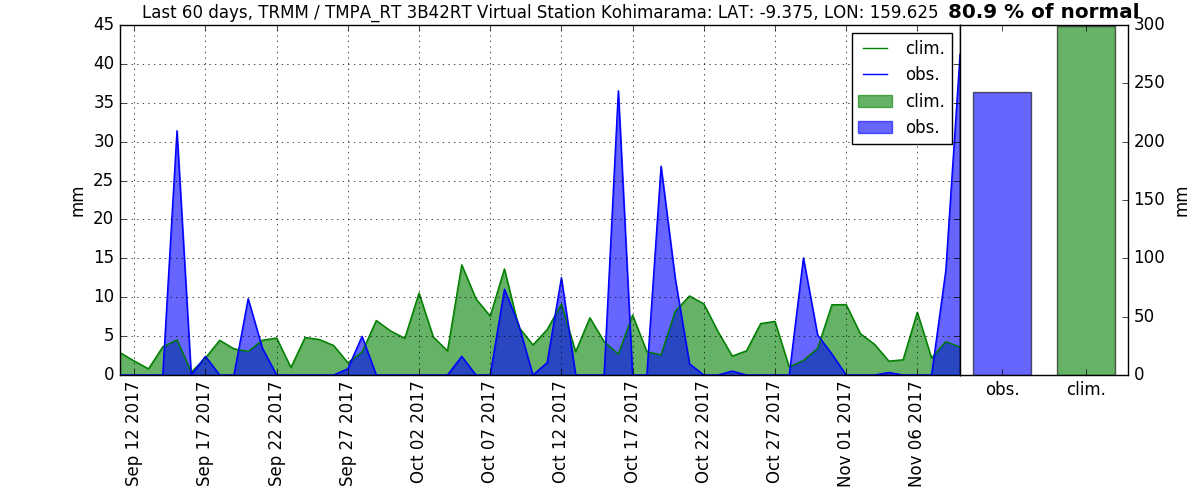 Last 60 days, TRMM / TMPA_RT 3B42RT Virtual Station Kohimarama: LAT: -9.375, LON: 159.625 80.9 % of normal
45
40
35
30
25
20
15
10
5
0
mm
clim.
obs.
clim.
obs.
300
250
200
150
100
50
0
mm
obs.
clim.
Sep 12 2017
Sep 17 2017
Sep 22 2017
Sep 27 2017
Oct 02 2017
Oct 07 2017
Oct 12 2017
Oct 17 2017
Oct 22 2017
Oct 27 2017
Nov 01 2017
Nov 06 2017